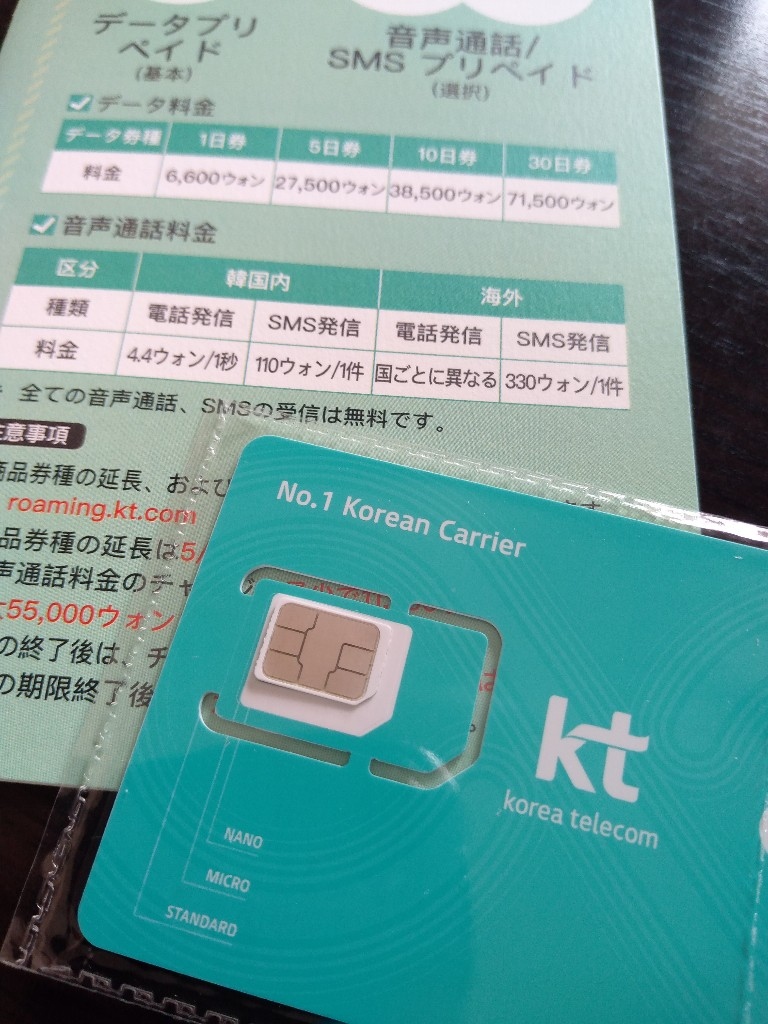 データプリ
ペイド
(基本)
音声通話/
SMS プリペイド
(選択)
データ料金
データ券種 1日券 5日券 10日券 30日券
料金 6,600ウォン 27,500ウォン 38,500ウォン 71,500ウォン
音声通話料金
区分 韓国内 海外
種類 電話発信 SMS発信 電話発信 SMS発信
料金 4.4ウォン/1秒 110ウォン/1件 国ごとに異なる 330ウォン/1件
全ての音声通話、SMSの受信は無料です。
意事項
品券種の延長、および
roaming.kt.com
品券種の延長は5/
声通話料金のチャ
55,000ウォン
の終了後は、チ
の期限終了後
は
No.1 Korean Carrier
kt
korea telecom
NANO
MICRO
STANDARD